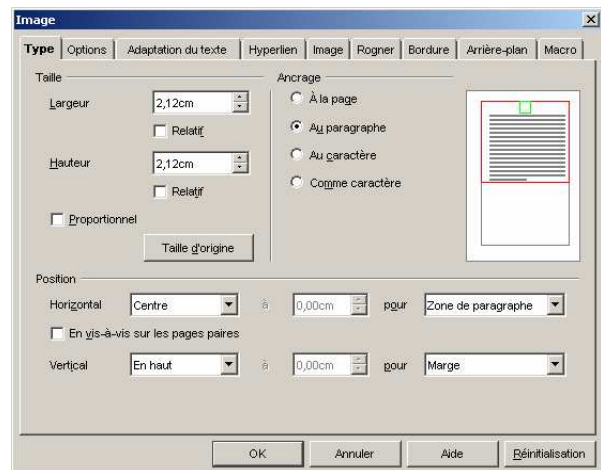 Image
Type Options Adaptation du texte Hyperlien Image Rogner Bordure Arrière-plan Macro
Taille
Largeur 2,12cm
Relatif
Hauteur 2,12cm
Relatif
Proportionnel
Taille d'origine
Ancrage
À la page
Au paragraphe
Au caractère
Comme caractère
Position
Horizontal Centre à 0,00cm pour Zone de paragraphe
En vis-à-vis sur les pages paires
Vertical En haut à 0,00cm pour Marge
OK Annuler Aide Réinitialisation